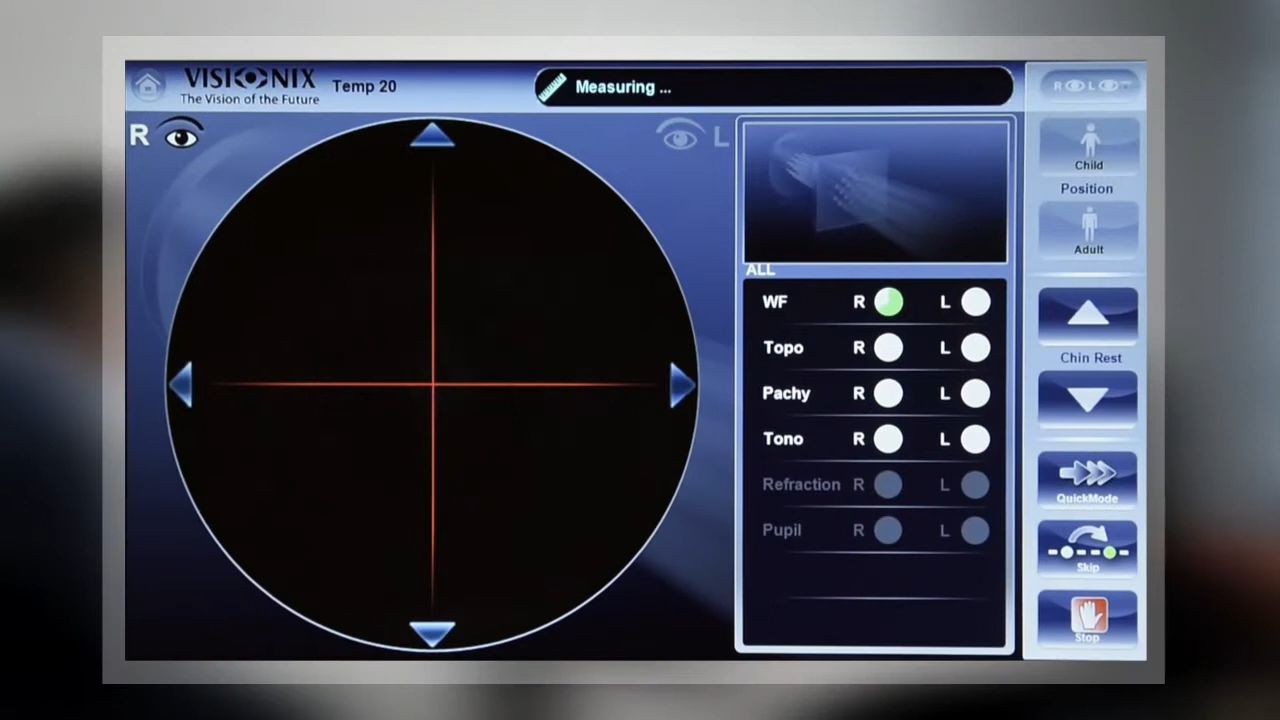 VISIONIX
The Vision of the Future
Temp 20
Measuring ...
R L
R
L
Child
Position
Adult
ALL
WF R L
Topo R L
Pachy R L
Tono R L
Refraction R L
Pupil R L
Chin Rest
QuickMode
Skip
Stop